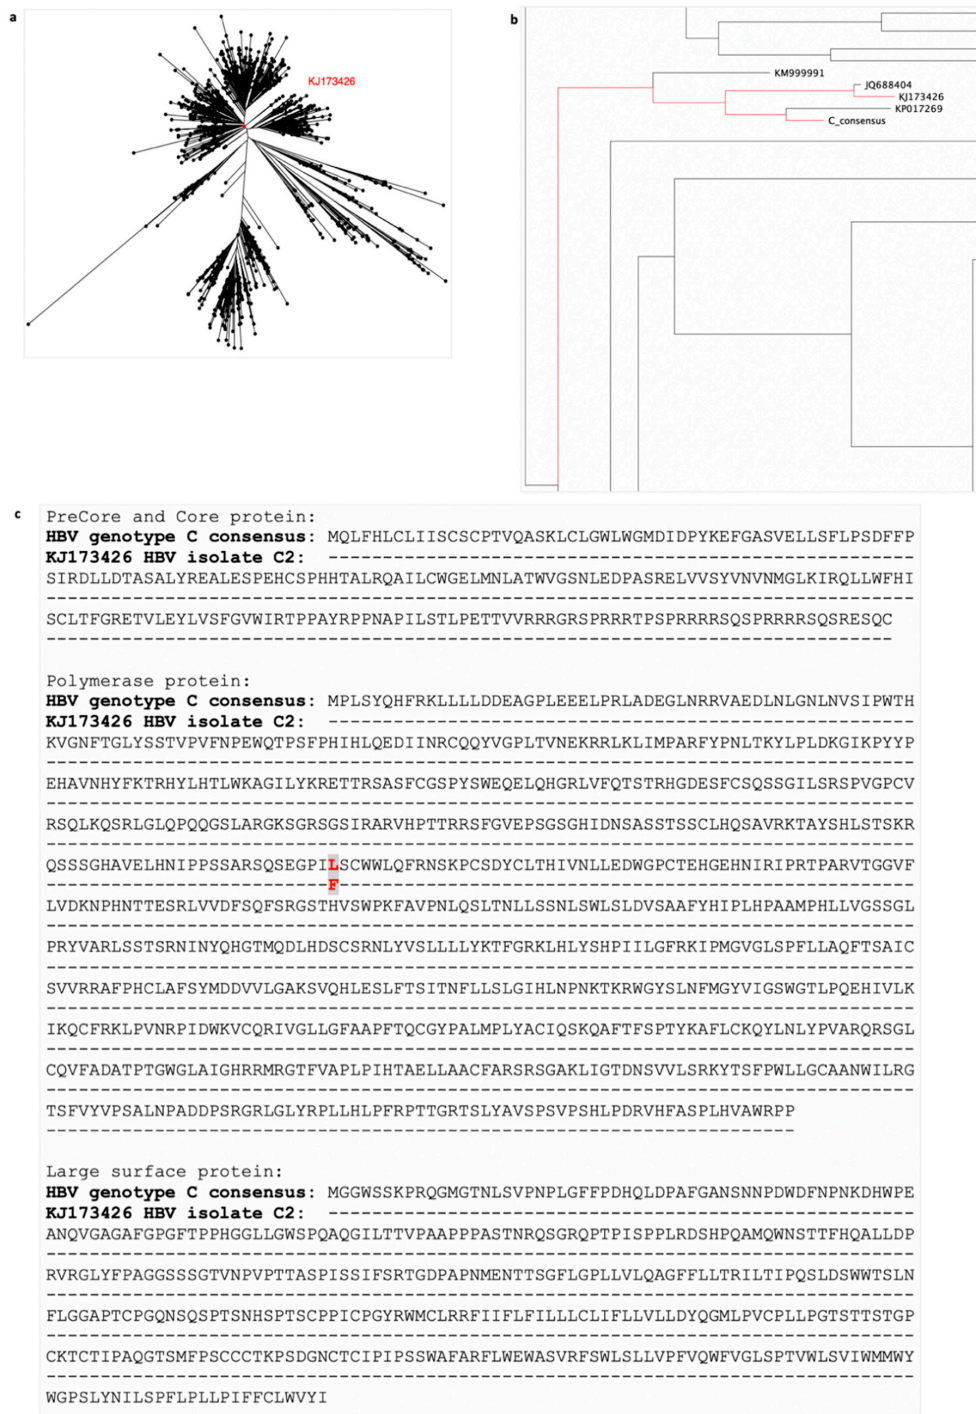 a
KJ173426
b
KM999991
JQ688404
KJ173426
KP017269
C_consensus
c
PreCore and Core protein:
HBV genotype C consensus: MQLFHLCLIISCSCPTVQASKLCLGWLWGMDIDPYKEFGASVELLSFLPSDFFP
KJ173426 HBV isolate C2: ------------------------------------------------------
SIRDLLDTASALYREALESPEHCSPHHTALRQAILCWGELMNLATWVGSNLEDPASRELVVSYVNVNMGLKIRQLLWFHI
--------------------------------------------------------------------------------
SCLTFGRETVLEYLVSFGVWIRTPPAYRPPNAPILSTLPETTVVRRRGRSPRRRTPSPRRRRSQSPRRRRSQSRESQC
------------------------------------------------------------------------------
Polymerase protein:
HBV genotype C consensus: MPLSYQHFRKLLLLDDEAGPLEEELPRLADEGLNRRVAEDLNLGNLNVSIPWTH
KJ173426 HBV isolate C2: ------------------------------------------------------
KVGNFTGLYSSTVPVFNPEWQTPSFPHIHLQEDIINRCQQYVGPLTVNEKRRLKLIMPARFYPNLTKYLPLDKGIKPYYP
--------------------------------------------------------------------------------
EHAVNHYFKTRHYLHTLWKAGILYKRETTRSASFCGSPYSWEQELQHGRLVFQTSTRHGDESFCSQSSGILSRSPVGPCV
--------------------------------------------------------------------------------
RSQLKQSRLGLQPQQGSLARGKSGRSGSIRARVHPTTRRSFGVEPSGSGHIDNSASSTSSCLHQSAVRKTAYSHLSTSKR
--------------------------------------------------------------------------------
QSSSGHAVELHNIPPSSARSQSEGPILSCWWLQFRNSKPCSDYCLTHIVNLLEDWGPCTEHGEHNIRIPRTPARVTGGVF
--------------------------F-----------------------------------------------------
LVDKNPHNTTESRLVVDFSQFSRGSTHVSWPKFAVPNLQSLTNLLSSNLSWLSLDVSAAFYHIPLHPAAMPHLLVGSSGL
--------------------------------------------------------------------------------
PRYVARLSSTSRNINYQHGTMQDLHDSCSRNLYVSLLLLYKTFGRKLHLYSHPIILGFRKIPMGVGLSPFLLAQFTSAIC
--------------------------------------------------------------------------------
SVVRRAFPHCLAFSYMDDVVLGAKSVQHLESLFTSITNFLLSLGIHLNPNKTKRWGYSLNFMGYVIGSWGTLPQEHIVLK
--------------------------------------------------------------------------------
IKQCFRKLPVNRPIDWKVCQRIVGLLGFAAPFTQCGYPALMPLYACIQSKQAFTFSPTYKAFLCKQYLNLYPVARQRSGL
--------------------------------------------------------------------------------
CQVFADATPTGWGLAIGHRRMRGTFVAPLPIHTAELLAACFARSRSGAKLIGTDNSVVLSRKYTSFPWLLGCAANWILRG
--------------------------------------------------------------------------------
TSFVYVPSALNPADDPSRGRLGLYRPLLHLPFRPTTGRTSLYAVSPSVPSHLPDRVHFASPLHVAWRPP
---------------------------------------------------------------------
Large surface protein:
HBV genotype C consensus: MGGWSSKPRQGMGTNLSVPNPLGFFPDHQLDPAFGANSNNPDWDFNPNKDHWPE
KJ173426 HBV isolate C2: ------------------------------------------------------
ANQVGAGAFGPGFTPPHGGLLGWSPQAQGILTTVPAAPPPASTNRQSGRQPTPISPPLRDSHPQAMQWNSTTFHQALLDP
--------------------------------------------------------------------------------
RVRGLYFPAGGSSSGTVNPVPTTASPISSIFSRTGDPAPNMENTTSGFLGPLLVLQAGFFLLTRILTIPQSLDSWWTSLN
--------------------------------------------------------------------------------
FLGGAPTCPGQNSQSPTSNHSPTSCPPICPGYRWMCLRRFIIFLFILLLCLIFLLVLLDYQGMLPVCPLLPGTSTTSTGP
--------------------------------------------------------------------------------
CKTCTIPAQGTSMFPSCCCTKPSDGNCTCIPIPSSWAFARFLWEWASVRFSWLSLLVPFVQWFVGLSPTVWLSVIWMMWY
--------------------------------------------------------------------------------
WGPSLYNILSPFLPLLPIFFCLWVYI